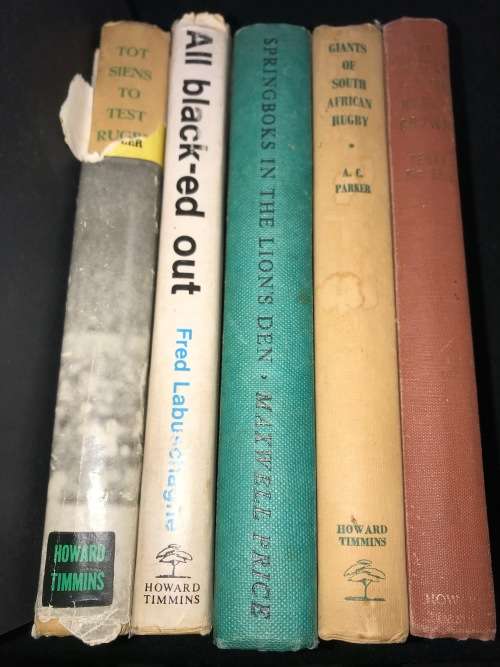 TOT
SIENS
TO
TEST
RUGBY
HOWARD
TIMMINS
All black-ed out Fred Labuschagne
HOWARD
TIMMINS
SPRINGBOKS IN THE LION'S DEN · MAXWELL PRICE
GIANTS
OF
SOUTH
AFRICAN
RUGBY
A. C.
PARKER
HOWARD
TIMMINS
HOW